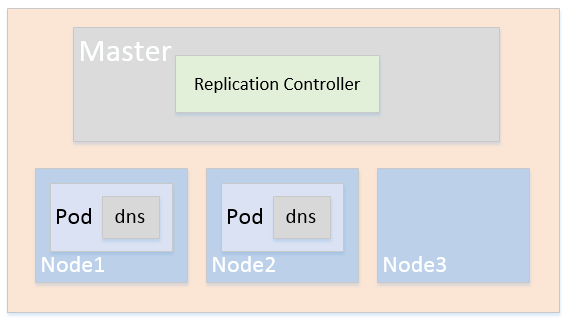 Master
Replication Controller
Pod
dns
Node1
Pod
dns
Node2
Node3